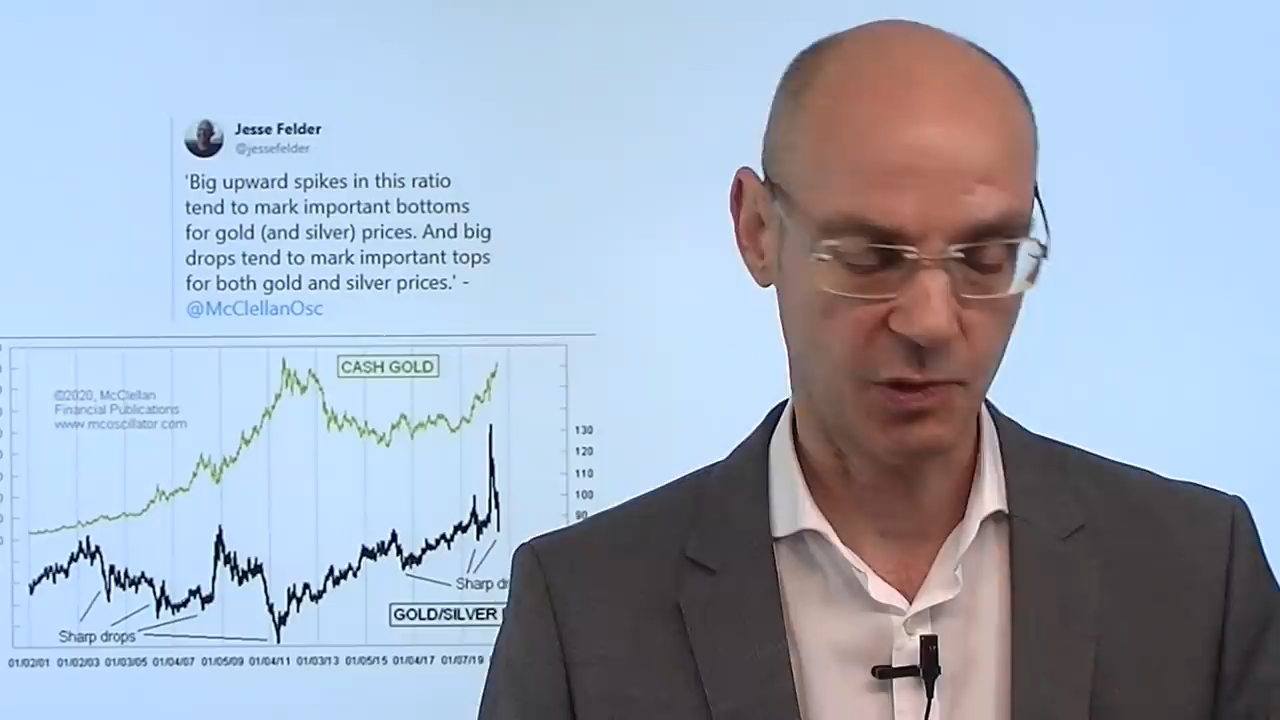 Jesse Felder
@jessefelder
'Big upward spikes in this ratio
tend to mark important bottoms
for gold (and silver) prices. And big
drops tend to mark important tops
for both gold and silver prices.' -
@McClellanOsc
CASH GOLD
©2020, McClellan
Financial Publications
www.mcoscillator.com
130
120
110
100
90
Sharp
GOLD/SILVER
Sharp drops
01/02/01 01/02/03 01/03/05 01/04/07 01/05/09 01/04/11 01/03/13 01/05/15 01/04/17 01/07/19